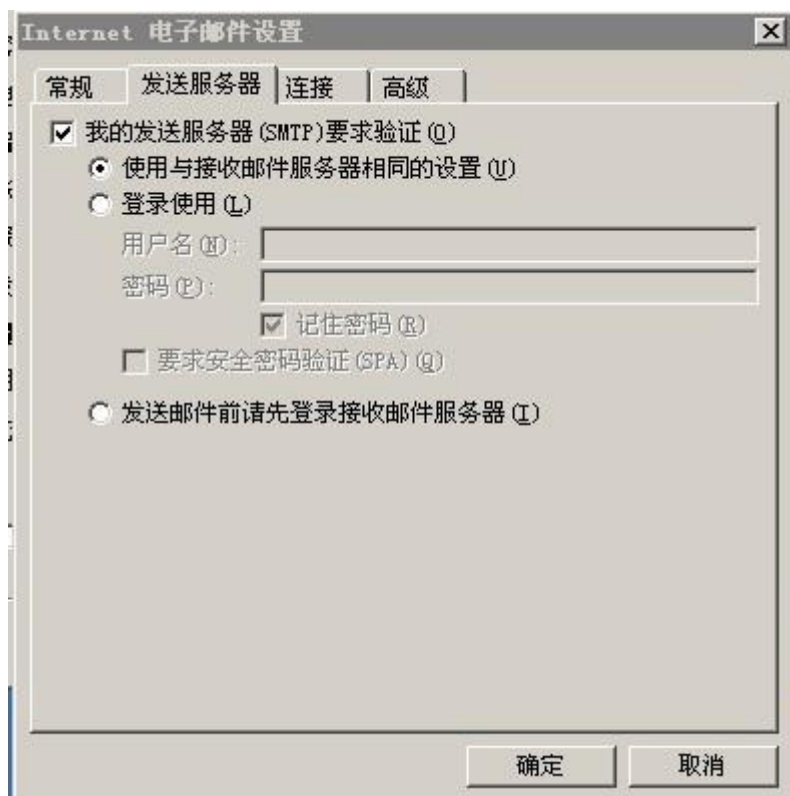 Internet 电子邮件设置
常规 发送服务器 连接 高级
我的发送服务器(SMTP)要求验证(O)
使用与接收邮件服务器相同的设置(U)
登录使用(L)
用户名(N):
密码(P):
记住密码(R)
要求安全密码验证(SPA)(Q)
发送邮件前请先登录接收邮件服务器(I)
确定 取消